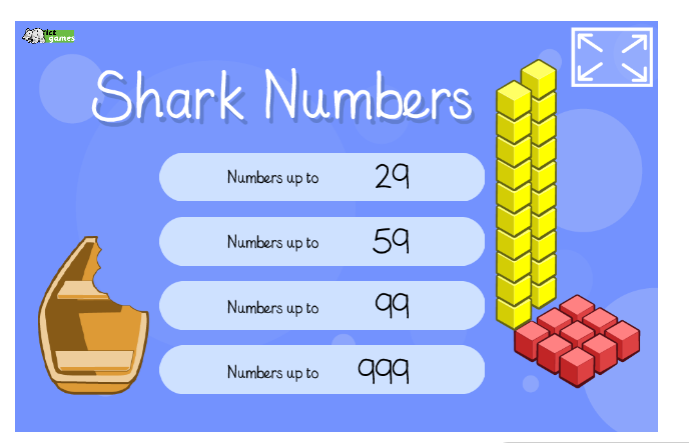 games
Shark Numbers
Numbers up to 29
Numbers up to 59
Numbers up to 99
Numbers up to 999